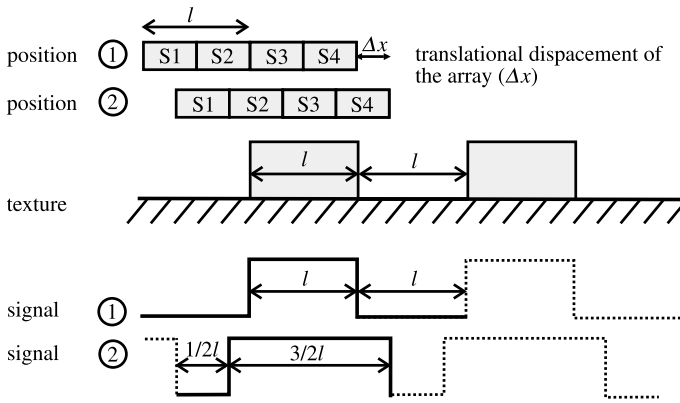 l
position 1 S1 S2 S3 S4 Δx translational dispacement of
the array (Δx)
position 2 S1 S2 S3 S4
l l
texture
l l
signal 1
signal 2 1/2l 3/2l